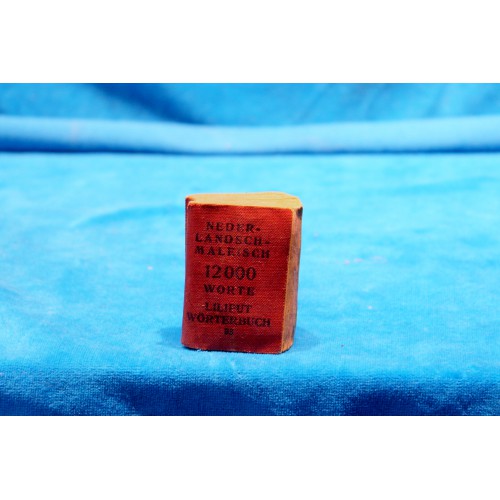 NEDER-
LANDSCH-
MALEISCH
12000
WORTE
LILIPUT
WÖRTERBUCH